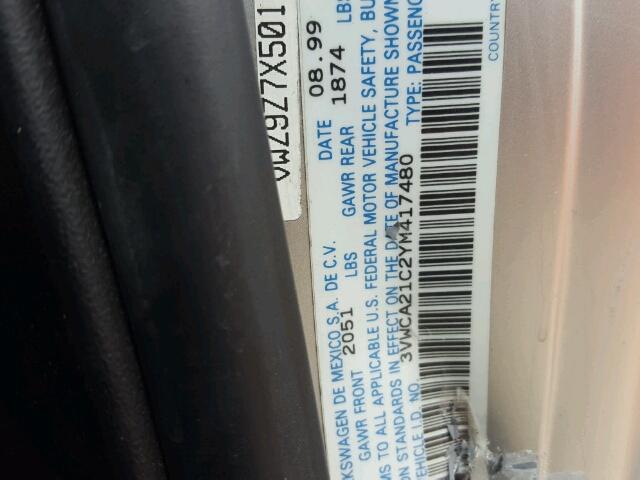 VWZ9Z7X501
KSWAGEN DE MEXICO S.A. DE C.V. DATE 08.99
GAWR FRONT 2051 LBS GAWR REAR 1874 LBS
MS TO ALL APPLICABLE U.S. FEDERAL MOTOR VEHICLE SAFETY, BU
ON STANDARDS IN EFFECT ON THE DATE OF MANUFACTURE SHOWN
EHICLE I.D. NO. 3VWCA21C2YM417480 TYPE: PASSENG
COUNTRY